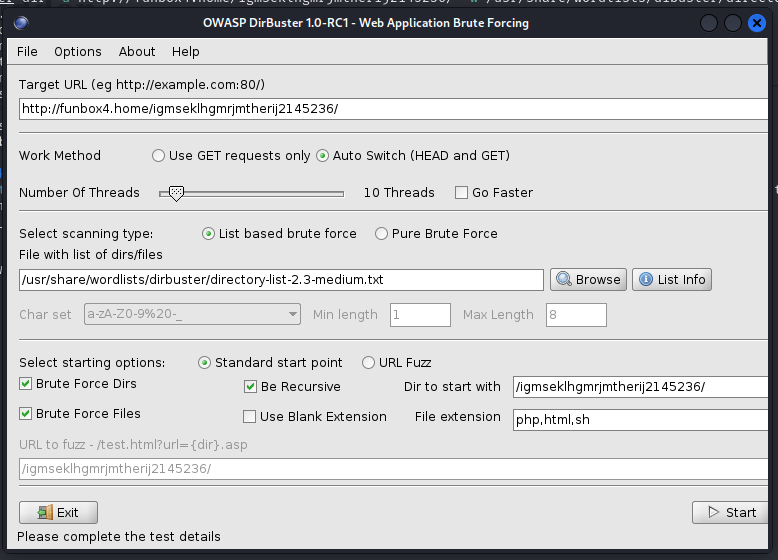 OWASP DirBuster 1.0-RC1 - Web Application Brute Forcing
File Options About Help
Target URL (eg http://example.com:80/)
http://funbox4.home/igmseklhgmrjmtherij2145236/
Work Method Use GET requests only Auto Switch (HEAD and GET)
Number Of Threads 10 Threads Go Faster
Select scanning type: List based brute force Pure Brute Force
File with list of dirs/files
/usr/share/wordlists/dirbuster/directory-list-2.3-medium.txt Browse List Info
Char set a-zA-Z0-9%20-_ Min length 1 Max Length 8
Select starting options: Standard start point URL Fuzz
Brute Force Dirs Be Recursive Dir to start with /igmseklhgmrjmtherij2145236/
Brute Force Files Use Blank Extension File extension php,html,sh
URL to fuzz - /test.html?url={dir}.asp
/igmseklhgmrjmtherij2145236/
Exit Start
Please complete the test details